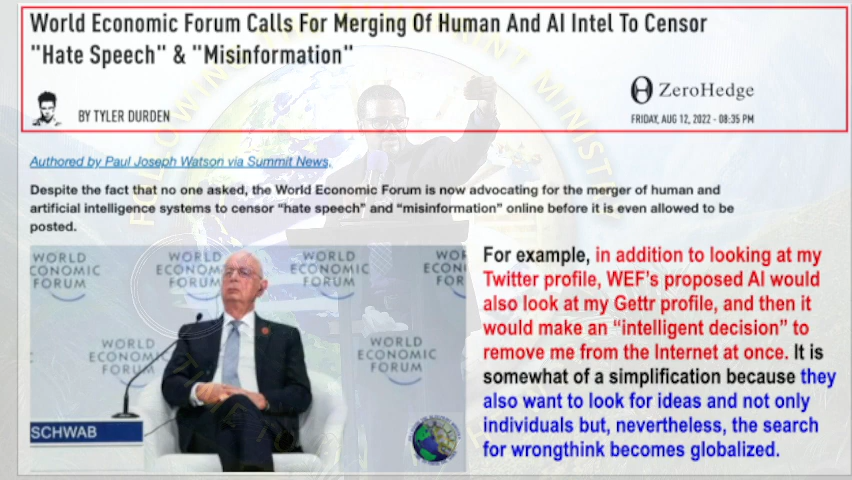 World Economic Forum Calls For Merging Of Human And AI Intel To Censor
"Hate Speech" & "Misinformation"
BY TYLER DURDEN
ZeroHedge
FRIDAY, AUG 12, 2022 - 08:35 PM
Authored by Paul Joseph Watson via Summit News,
Despite the fact that no one asked, the World Economic Forum is now advocating for the merger of human and
artificial intelligence systems to censor “hate speech” and “misinformation” online before it is even allowed to be
posted.
WORLD
ECONOMIC
FORUM
WORLD
ECONOM
FORUM
WORLD
ECONOMIC
FORUM
WOR
ECON
FOR
WORLD
ECONOMIC
FORUM
WORLD
ECONOMIC
FORUM
SCHWAB
For example, in addition to looking at my
Twitter profile, WEF’s proposed AI would
also look at my Gettr profile, and then it
would make an “intelligent decision” to
remove me from the Internet at once. It is
somewhat of a simplification because they
also want to look for ideas and not only
individuals but, nevertheless, the search
for wrongthink becomes globalized.